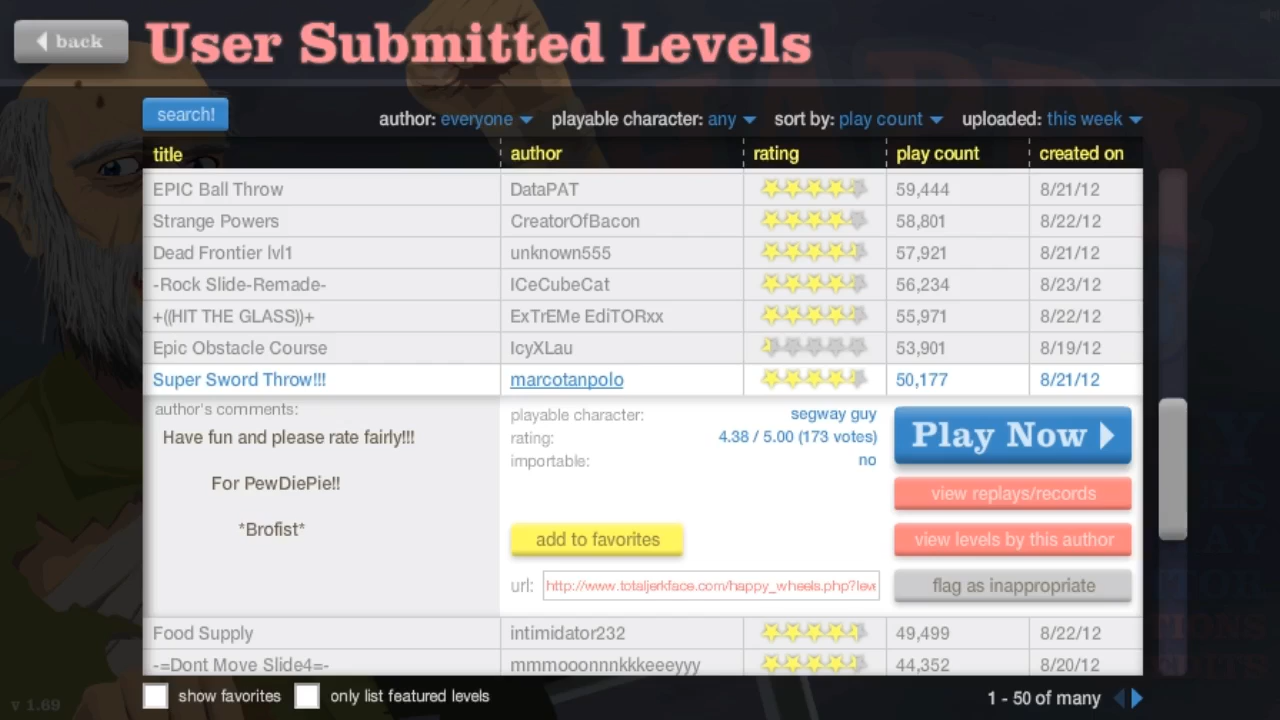 back
User Submitted Levels
search!
author: everyone playable character: any sort by: play count uploaded: this week
title author rating play count created on
EPIC Ball Throw DataPAT 59,444 8/21/12
Strange Powers CreatorOfBacon 58,801 8/22/12
Dead Frontier lvl1 unknown555 57,921 8/21/12
-Rock Slide-Remade- ICeCubeCat 56,234 8/23/12
+((HIT THE GLASS))+ ExTrEMe EdiTORxx 55,971 8/22/12
Epic Obstacle Course IcyXLau 53,901 8/19/12
Super Sword Throw!!! marcotanpolo 50,177 8/21/12
author's comments:
Have fun and please rate fairly!!!
For PewDiePie!!
*Brofist*
playable character: segway guy
rating: 4.38 / 5.00 (173 votes)
importable: no
add to favorites
url: http://www.totaljerkface.com/happy_wheels.php?leve
Play Now
view replays/records
view levels by this author
flag as inappropriate
Food Supply intimidator232 49,499 8/22/12
-=Dont Move Slide4=- mmmooonnnkkkeeeyyy 44,352 8/20/12
show favorites only list featured levels 1 - 50 of many
v 1.69